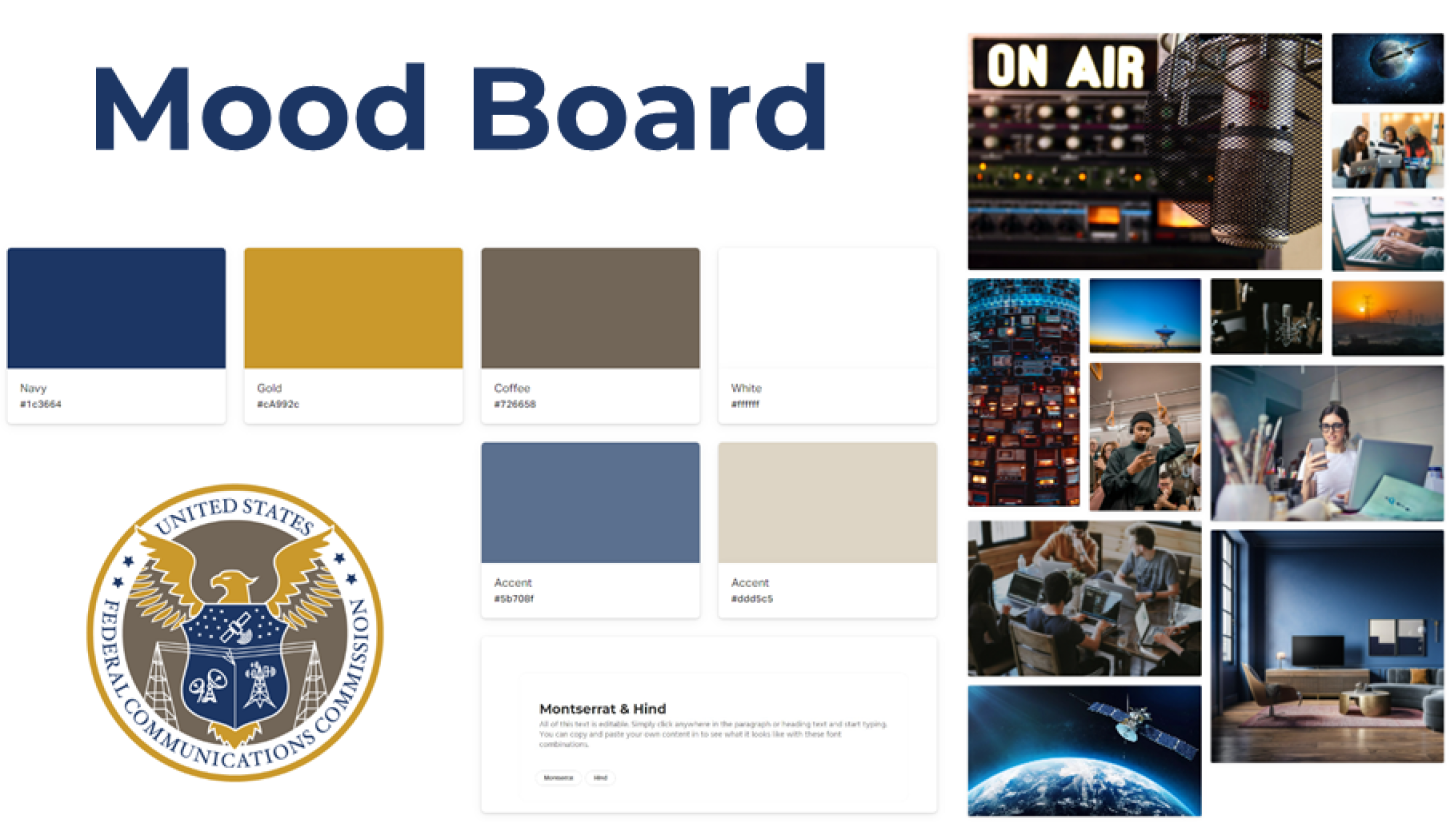 Mood Board
ON AIR
Navy
#1c3664
Gold
#cA992c
Coffee
#726658
White
#ffffff
Accent
#5b708f
Accent
#ddd5c5
UNITED STATES
FEDERAL COMMUNICATIONS COMMISSION
Montserrat & Hind
All of this text is editable. Simply click anywhere in the paragraph or heading text and start typing.
You can copy and paste your own content in to see what it looks like with these font
combinations.
Montserrat
Hind